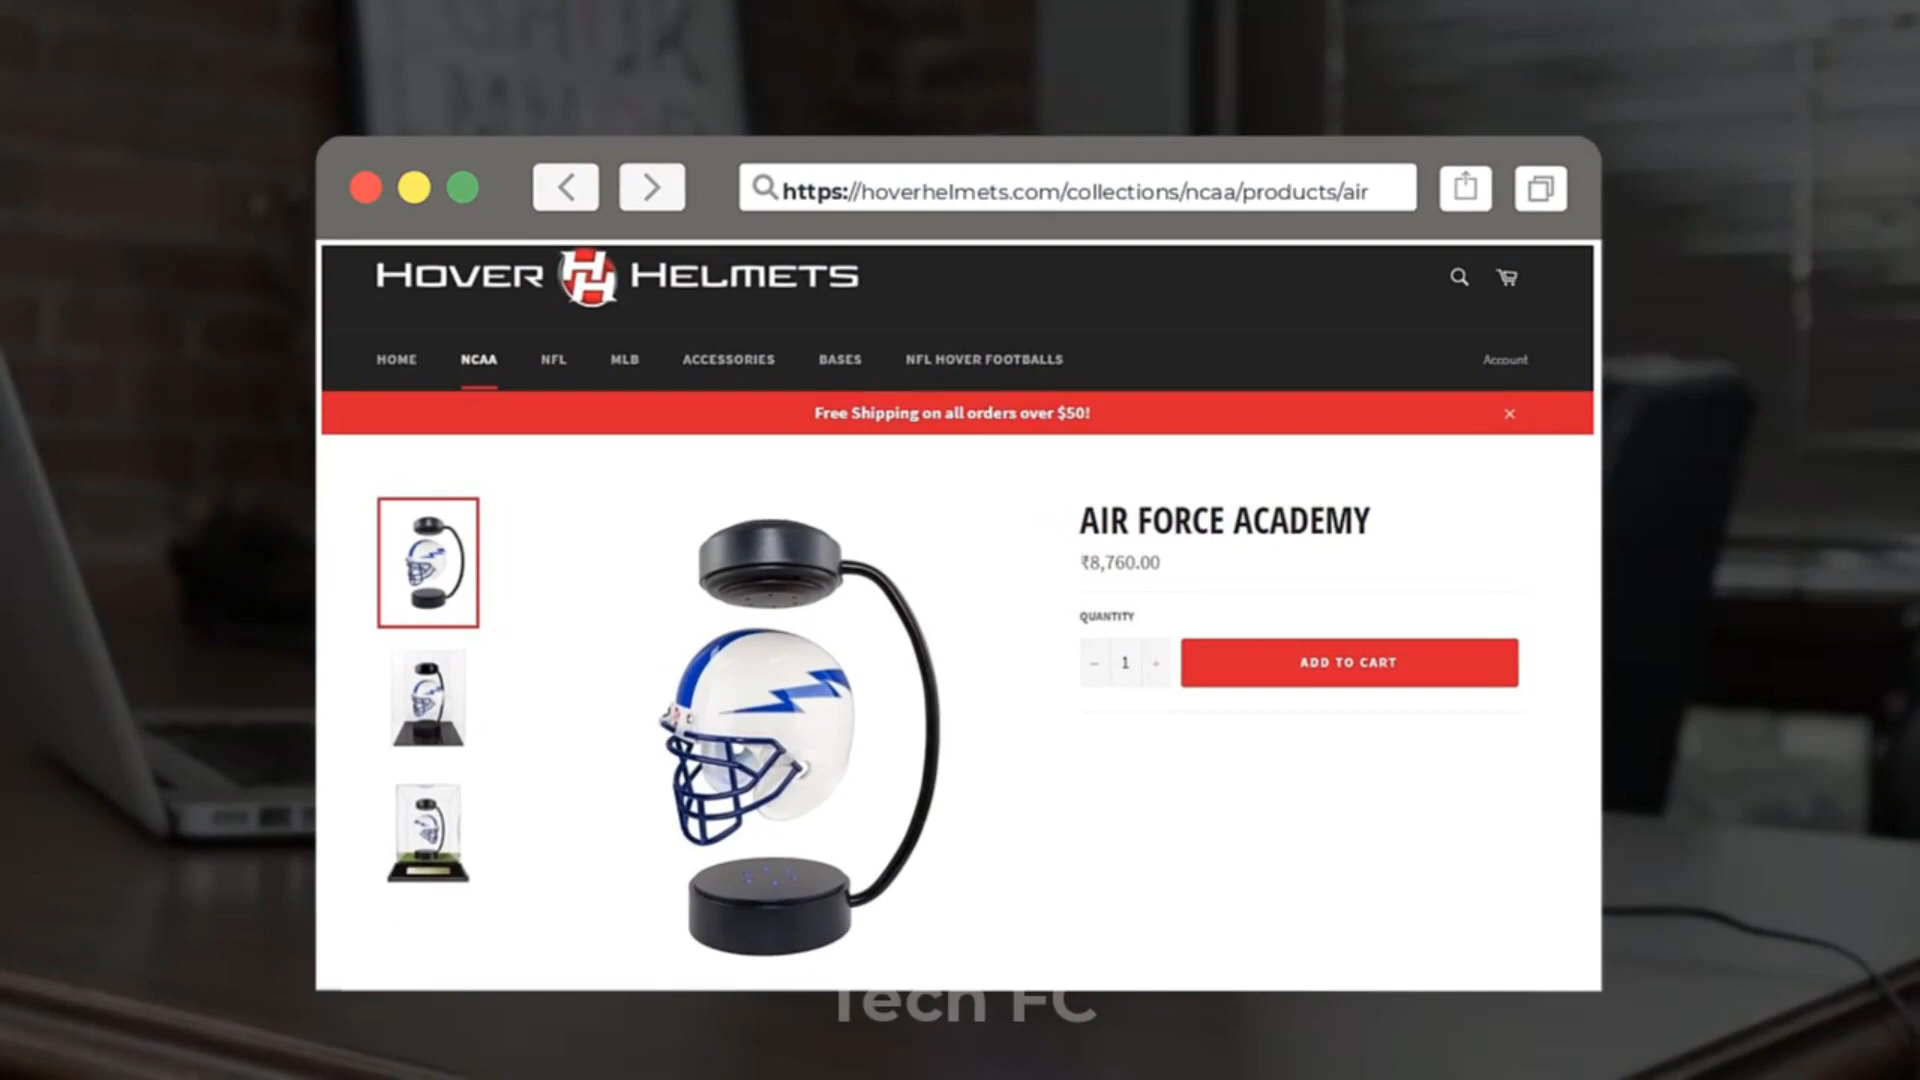 https://hoverhelmets.com/collections/ncaa/products/air
HOVER HH HELMETS
HOME NCAA NFL MLB ACCESSORIES BASES NFL HOVER FOOTBALLS Account
Free Shipping on all orders over $50!
AIR FORCE ACADEMY
₹8,760.00
QUANTITY
− 1 + ADD TO CART
Tech FC